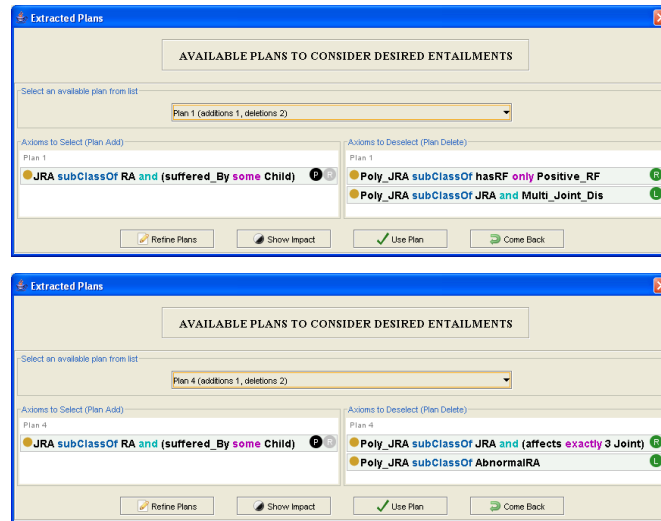 Extracted Plans
AVAILABLE PLANS TO CONSIDER DESIRED ENTAILMENTS
Select an available plan from list
Plan 1 (additions 1, deletions 2)
Axioms to Select (Plan Add)
Plan 1
JRA subClassOf RA and (suffered_By some Child) P R
Axioms to Deselect (Plan Delete)
Plan 1
Poly_JRA subClassOf hasRF only Positive_RF R
Poly_JRA subClassOf JRA and Multi_Joint_Dis L
Refine Plans Show Impact Use Plan Come Back
Extracted Plans
AVAILABLE PLANS TO CONSIDER DESIRED ENTAILMENTS
Select an available plan from list
Plan 4 (additions 1, deletions 2)
Axioms to Select (Plan Add)
Plan 4
JRA subClassOf RA and (suffered_By some Child) P R
Axioms to Deselect (Plan Delete)
Plan 4
Poly_JRA subClassOf JRA and (affects exactly 3 Joint) R
Poly_JRA subClassOf AbnormalRA L
Refine Plans Show Impact Use Plan Come Back